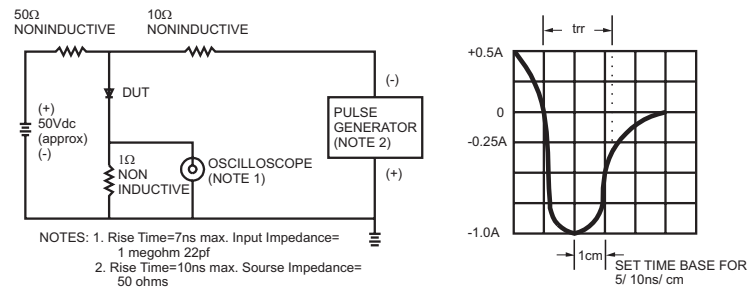 50Ω
NONINDUCTIVE
10Ω
NONINDUCTIVE
(+)
50Vdc
(approx)
(-)
DUT
1Ω
NON
INDUCTIVE
OSCILLOSCOPE
(NOTE 1)
(-)
PULSE
GENERATOR
(NOTE 2)
(+)
NOTES: 1. Rise Time=7ns max. Input Impedance=
1 megohm 22pf
2. Rise Time=10ns max. Sourse Impedance=
50 ohms
trr
+0.5A
0
-0.25A
-1.0A
1cm
SET TIME BASE FOR
5/ 10ns/ cm